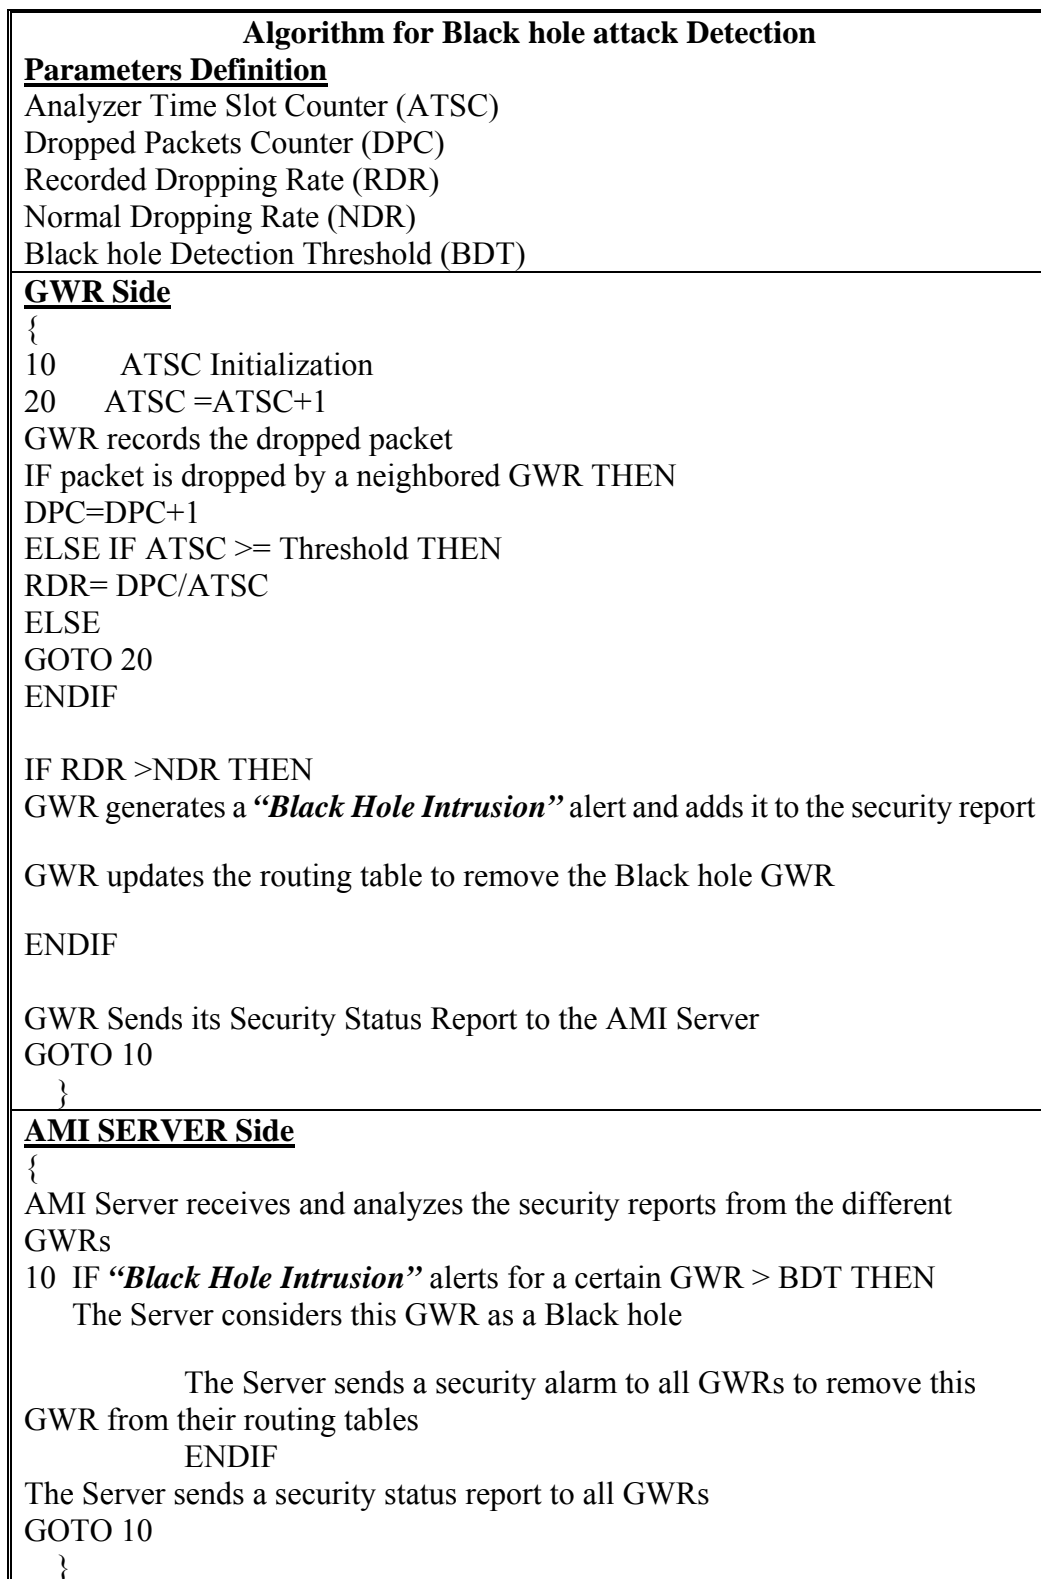 Algorithm for Black hole attack Detection
Parameters Definition
Analyzer Time Slot Counter (ATSC)
Dropped Packets Counter (DPC)
Recorded Dropping Rate (RDR)
Normal Dropping Rate (NDR)
Black hole Detection Threshold (BDT)
GWR Side
{
10 ATSC Initialization
20 ATSC =ATSC+1
GWR records the dropped packet
IF packet is dropped by a neighbored GWR THEN
DPC=DPC+1
ELSE IF ATSC >= Threshold THEN
RDR= DPC/ATSC
ELSE
GOTO 20
ENDIF
IF RDR >NDR THEN
GWR generates a “Black Hole Intrusion” alert and adds it to the security report
GWR updates the routing table to remove the Black hole GWR
ENDIF
GWR Sends its Security Status Report to the AMI Server
GOTO 10
}
AMI SERVER Side
{
AMI Server receives and analyzes the security reports from the different
GWRs
10 IF “Black Hole Intrusion” alerts for a certain GWR > BDT THEN
The Server considers this GWR as a Black hole
The Server sends a security alarm to all GWRs to remove this
GWR from their routing tables
ENDIF
The Server sends a security status report to all GWRs
GOTO 10
}